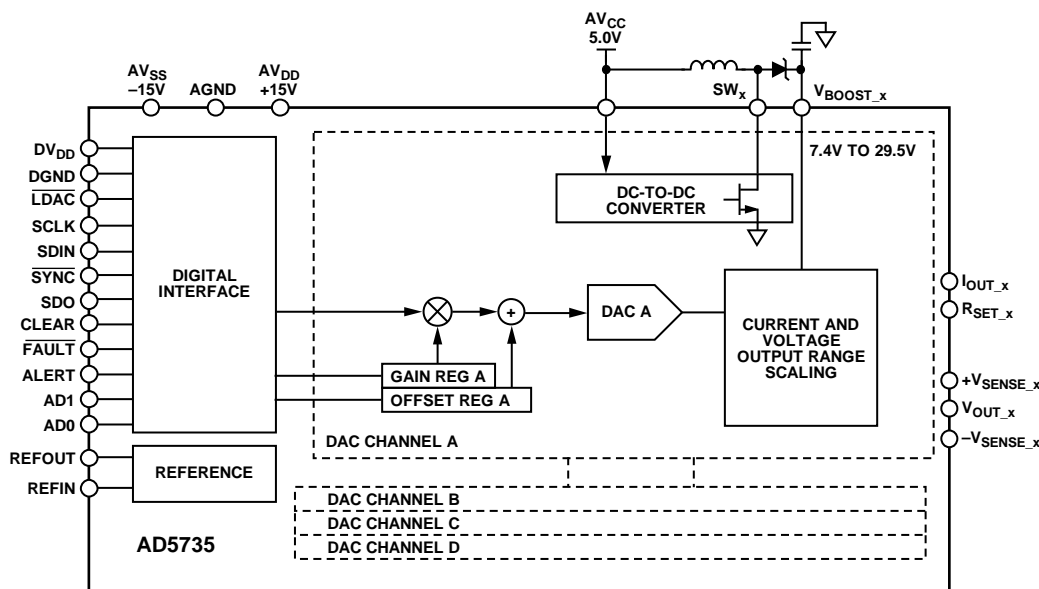 AVCC
5.0V
AVSS
–15V
AGND
AVDD
+15V
SWx
VBOOST_x
DVDD
DGND
LDAC
SCLK
SDIN
SYNC
SDO
CLEAR
FAULT
ALERT
AD1
AD0
REFOUT
REFIN
DIGITAL
INTERFACE
REFERENCE
7.4V TO 29.5V
DC-TO-DC
CONVERTER
+
DAC A
GAIN REG A
OFFSET REG A
CURRENT AND
VOLTAGE
OUTPUT RANGE
SCALING
DAC CHANNEL A
DAC CHANNEL B
DAC CHANNEL C
DAC CHANNEL D
IOUT_x
RSET_x
+VSENSE_x
VOUT_x
–VSENSE_x
AD5735